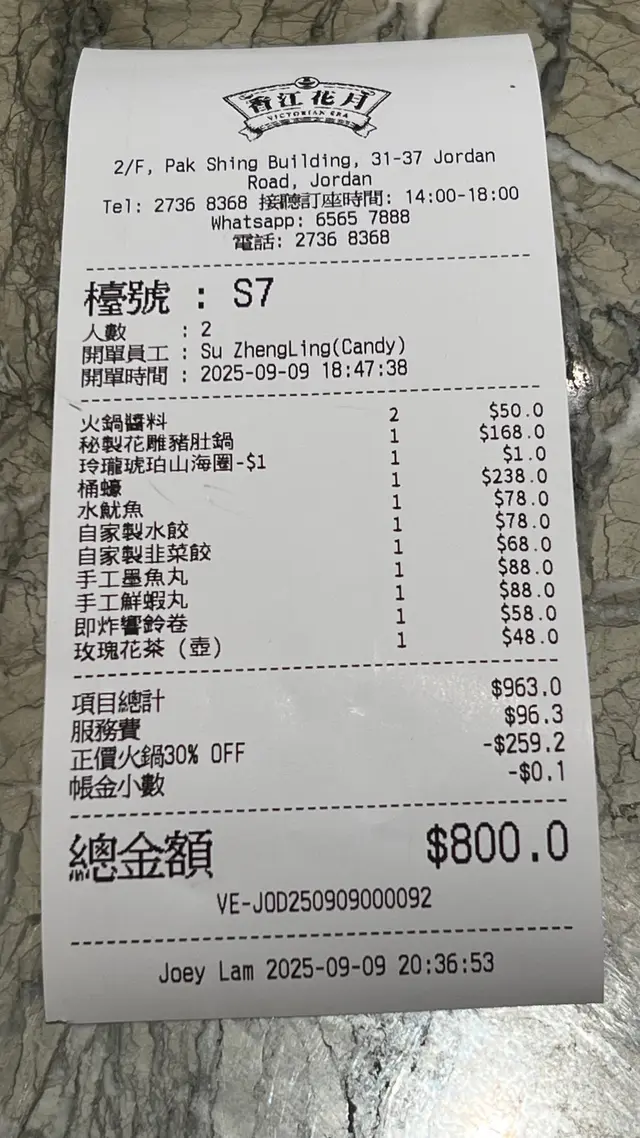 香江花月
VICTORIAN ERA
2/F, Pak Shing Building, 31-37 Jordan
Road, Jordan
Tel: 2736 8368 接聽訂座時間: 14:00-18:00
Whatsapp: 6565 7888
電話: 2736 8368
檯號 : S7
人數 : 2
開單員工 : Su ZhengLing(Candy)
開單時間 : 2025-09-09 18:47:38
火鍋醬料 2 $50.0
秘製花雕豬肚鍋 1 $168.0
玲瓏琥珀山海圈-$1 1 $1.0
桶蠔 1 $238.0
水魷魚 1 $78.0
自家製水餃 1 $78.0
自家製韭菜餃 1 $68.0
手工墨魚丸 1 $88.0
手工鮮蝦丸 1 $88.0
即炸響鈴卷 1 $58.0
玫瑰花茶 (壺) 1 $48.0
項目總計 $963.0
服務費 $96.3
正價火鍋30% OFF -$259.2
帳金小數 -$0.1
總金額 $800.0
VE-JOD250909000092
Joey Lam 2025-09-09 20:36:53